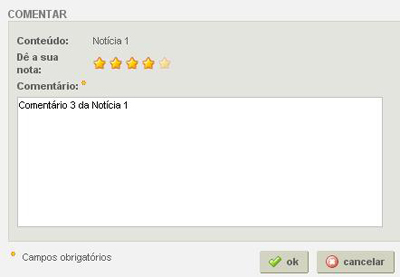 COMENTAR
Conteúdo: Notícia 1
Dê a sua
nota:
Comentário:
Comentário 3 da Notícia 1
Campos obrigatórios
ok cancelar